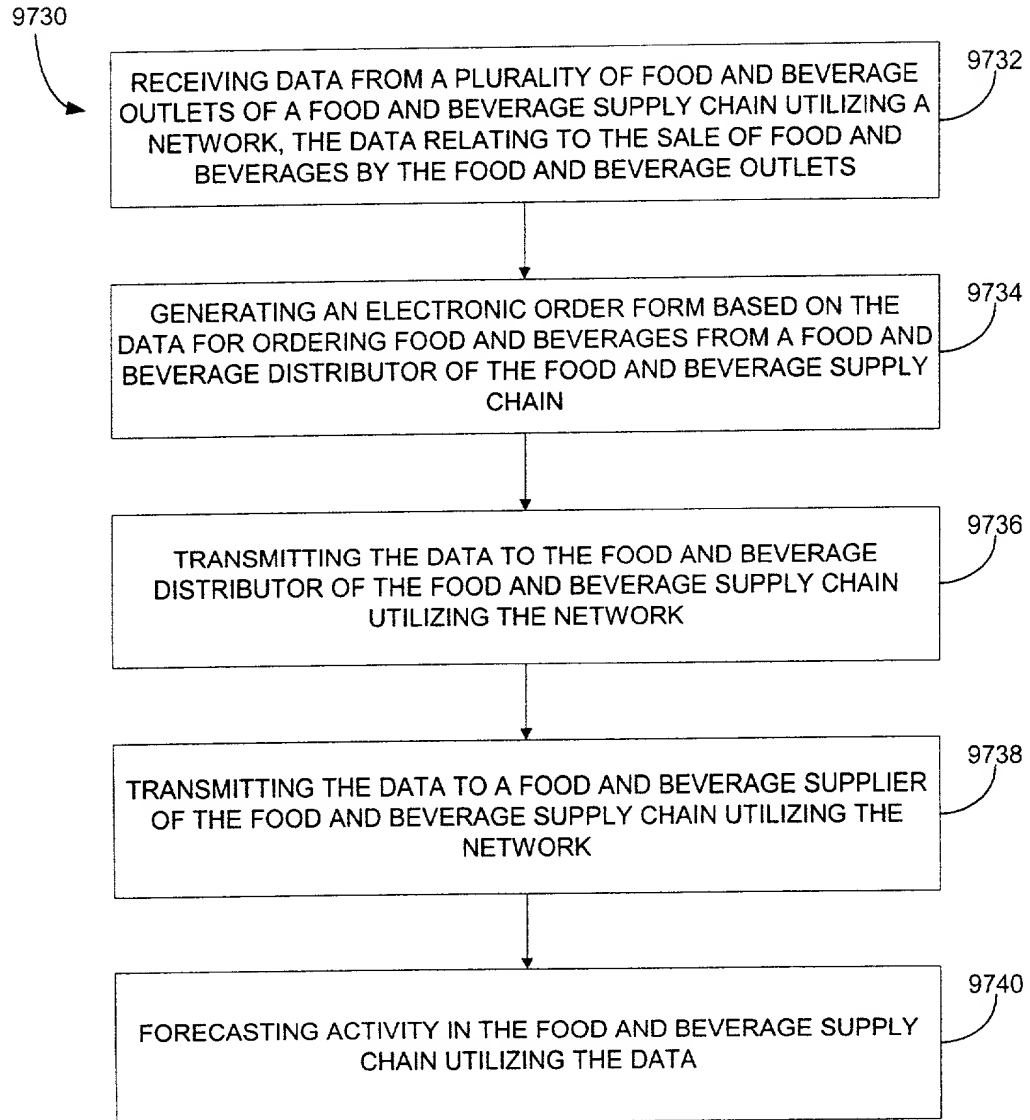 9730
9732
RECEIVING DATA FROM A PLURALITY OF FOOD AND BEVERAGE
OUTLETS OF A FOOD AND BEVERAGE SUPPLY CHAIN UTILIZING A
NETWORK, THE DATA RELATING TO THE SALE OF FOOD AND
BEVERAGES BY THE FOOD AND BEVERAGE OUTLETS
9734
GENERATING AN ELECTRONIC ORDER FORM BASED ON THE
DATA FOR ORDERING FOOD AND BEVERAGES FROM A FOOD AND
BEVERAGE DISTRIBUTOR OF THE FOOD AND BEVERAGE SUPPLY
CHAIN
9736
TRANSMITTING THE DATA TO THE FOOD AND BEVERAGE
DISTRIBUTOR OF THE FOOD AND BEVERAGE SUPPLY CHAIN
UTILIZING THE NETWORK
9738
TRANSMITTING THE DATA TO A FOOD AND BEVERAGE SUPPLIER
OF THE FOOD AND BEVERAGE SUPPLY CHAIN UTILIZING THE
NETWORK
9740
FORECASTING ACTIVITY IN THE FOOD AND BEVERAGE SUPPLY
CHAIN UTILIZING THE DATA